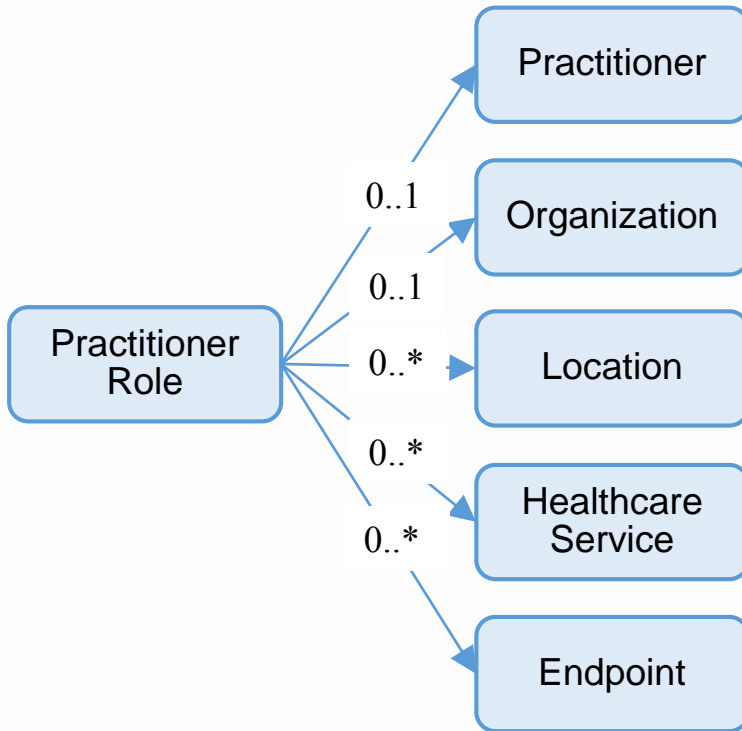 Practitioner
0..1
Organization
0..1
Practitioner
Role
0..*
Location
0..*
Healthcare
Service
0..*
Endpoint